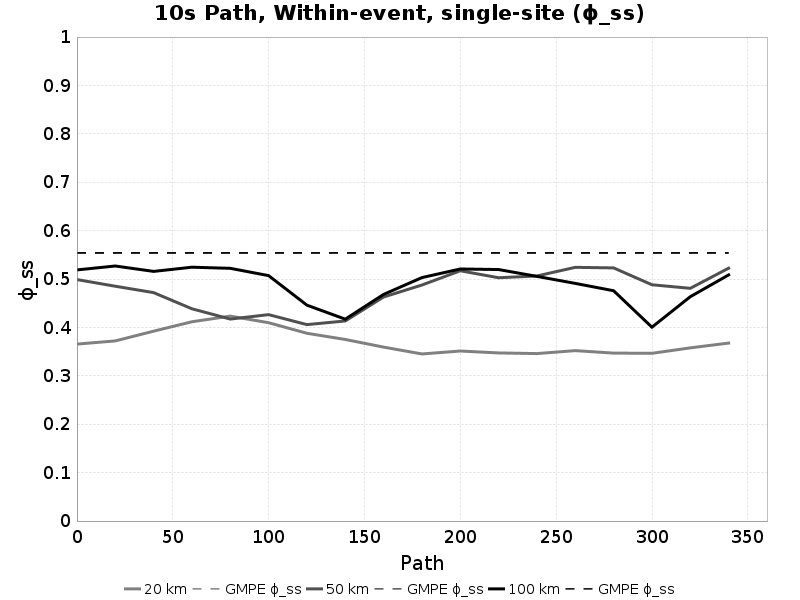 10s Path, Within-event, single-site (ϕ_ss)
1
0.9
0.8
0.7
0.6
0.5
0.4
0.3
0.2
0.1
0
ϕ_ss
0 50 100 150 200 250 300 350
Path
20 km GMPE ϕ_ss 50 km GMPE ϕ_ss 100 km GMPE ϕ_ss